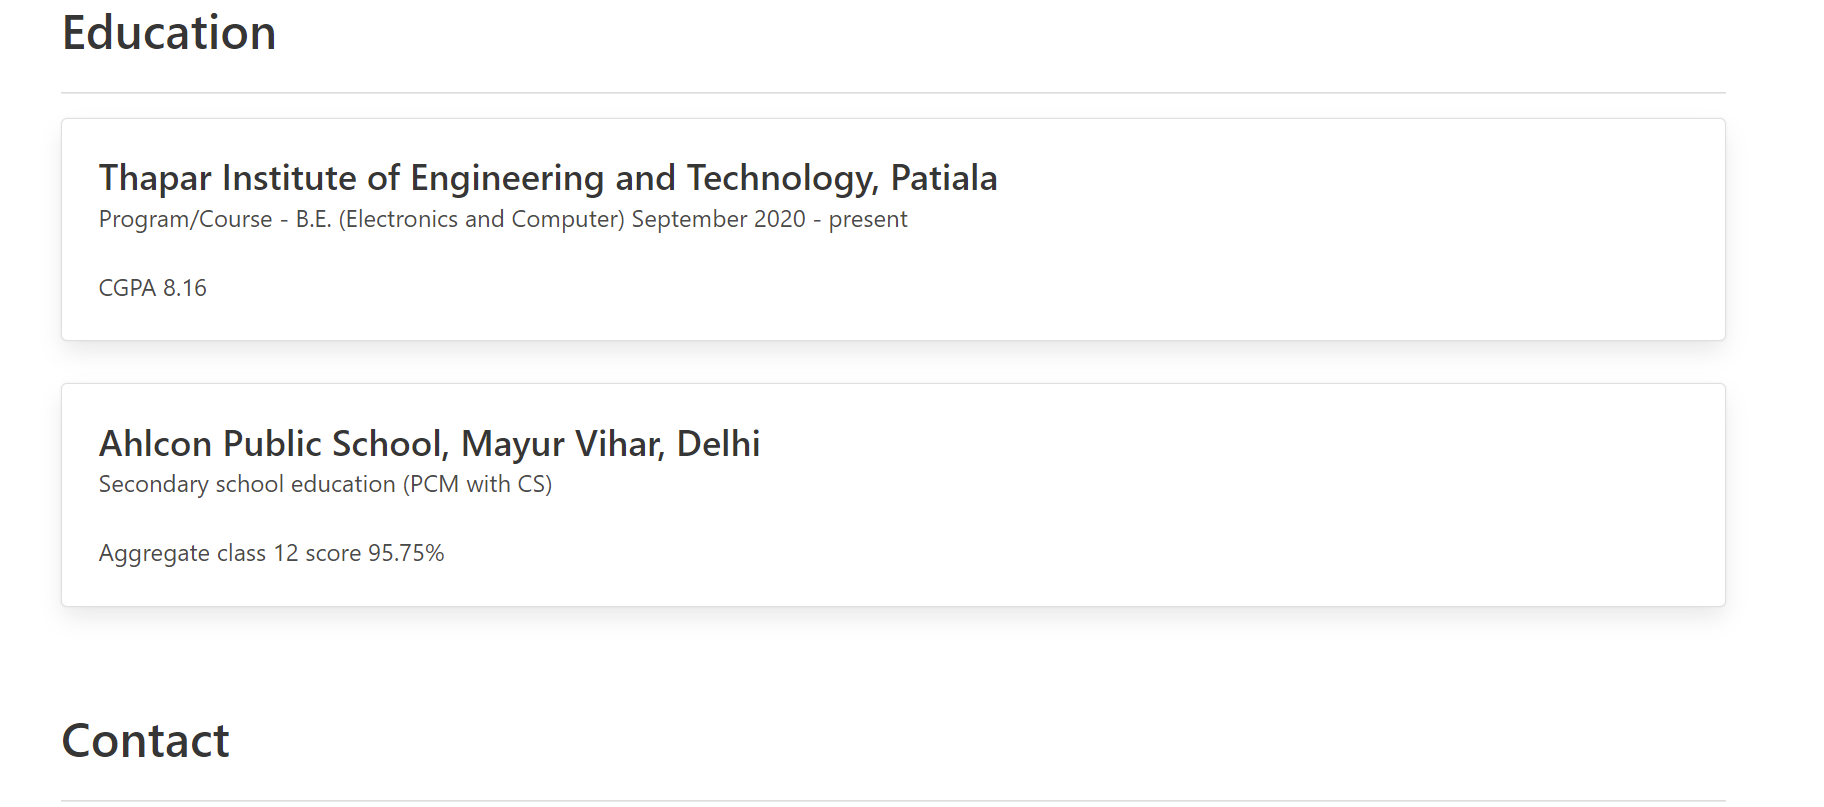 Education
Thapar Institute of Engineering and Technology, Patiala
Program/Course - B.E. (Electronics and Computer) September 2020 - present
CGPA 8.16
Ahlcon Public School, Mayur Vihar, Delhi
Secondary school education (PCM with CS)
Aggregate class 12 score 95.75%
Contact